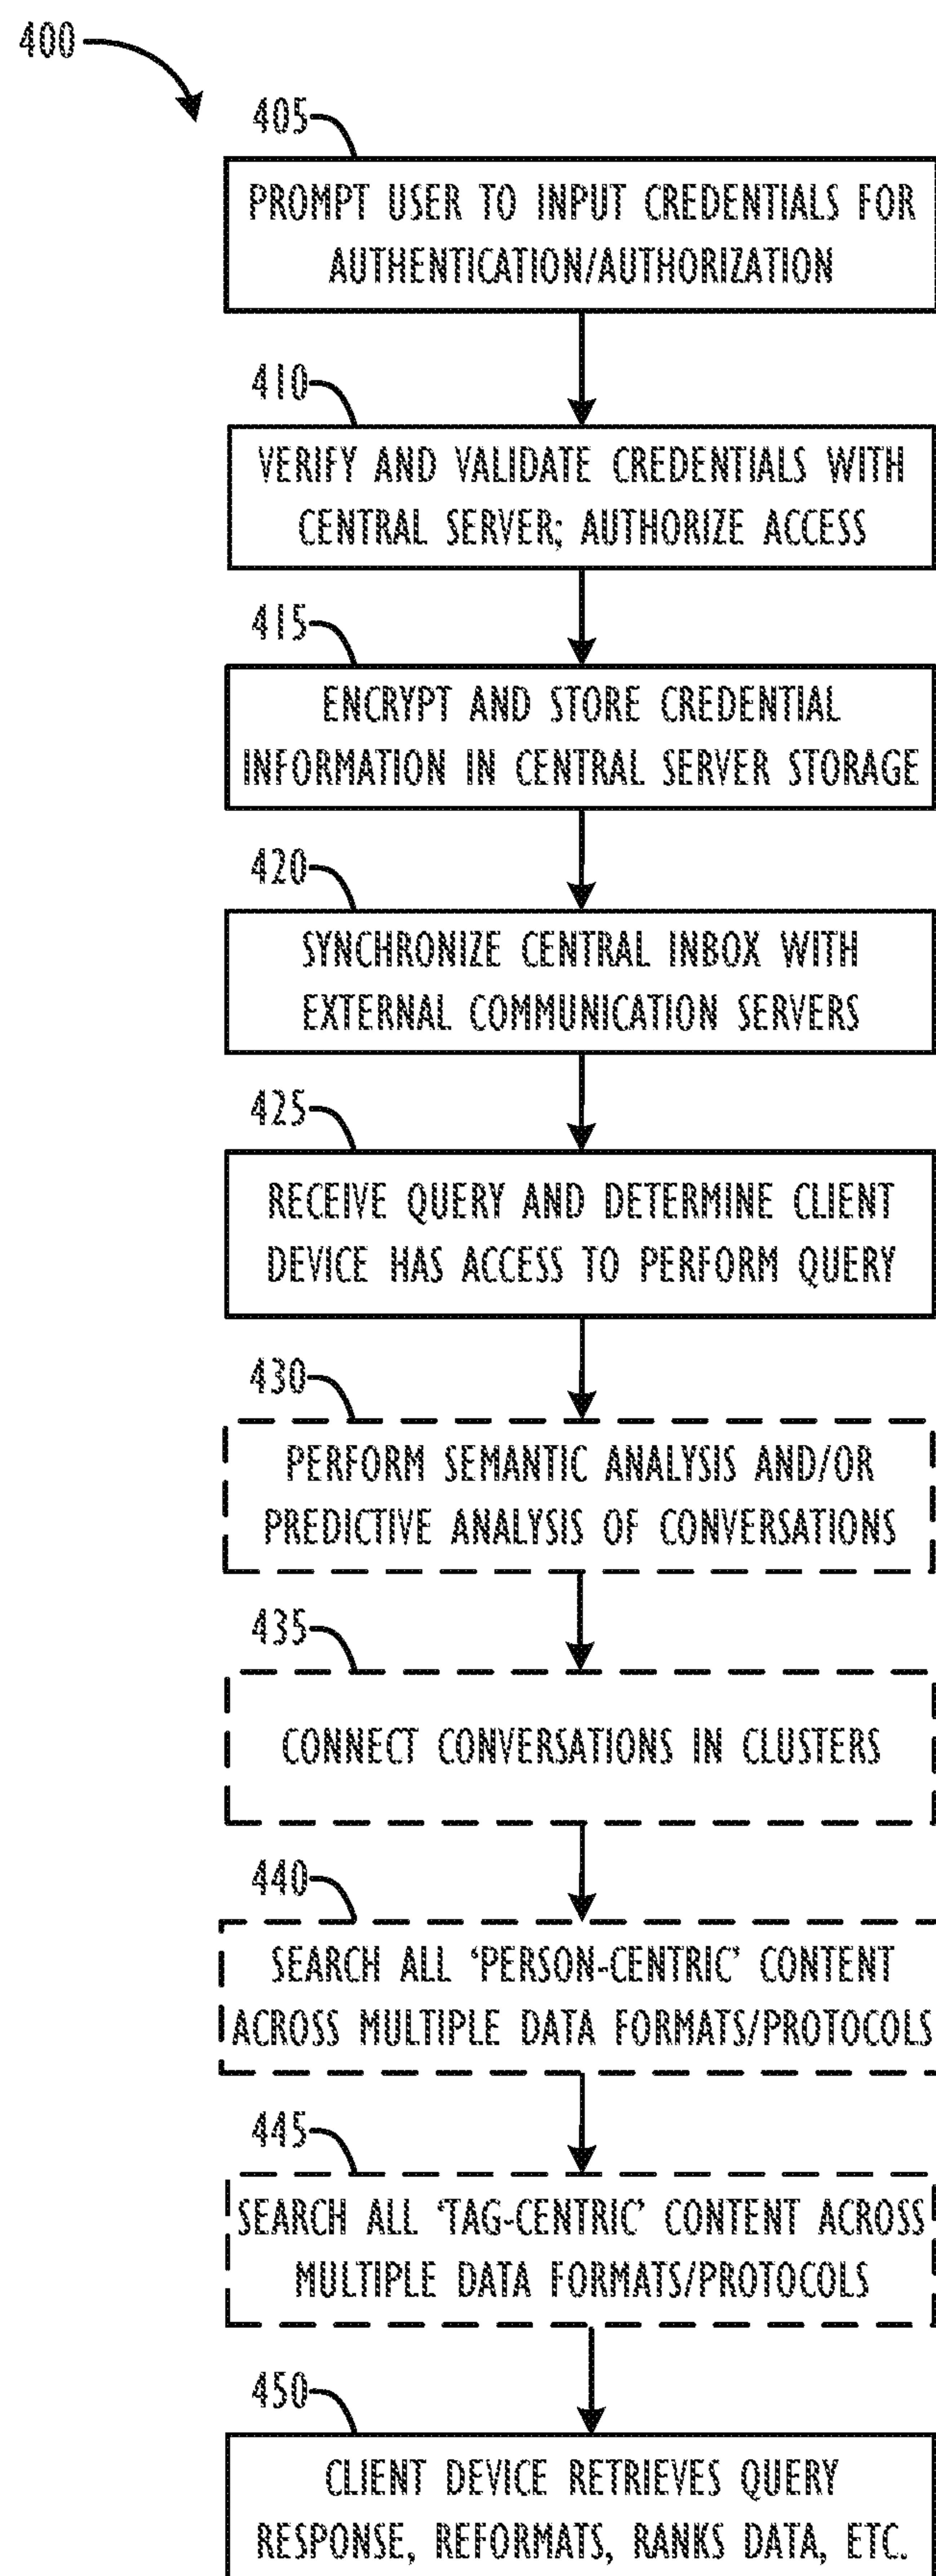 400
405
PROMPT USER TO INPUT CREDENTIALS FOR
AUTHENTICATION/AUTHORIZATION
410
VERIFY AND VALIDATE CREDENTIALS WITH
CENTRAL SERVER; AUTHORIZE ACCESS
415
ENCRYPT AND STORE CREDENTIAL
INFORMATION IN CENTRAL SERVER STORAGE
420
SYNCHRONIZE CENTRAL INBOX WITH
EXTERNAL COMMUNICATION SERVERS
425
RECEIVE QUERY AND DETERMINE CLIENT
DEVICE HAS ACCESS TO PERFORM QUERY
430
PERFORM SEMANTIC ANALYSIS AND/OR
PREDICTIVE ANALYSIS OF CONVERSATIONS
435
CONNECT CONVERSATIONS IN CLUSTERS
440
SEARCH ALL ‘PERSON-CENTRIC’ CONTENT
ACROSS MULTIPLE DATA FORMATS/PROTOCOLS
445
SEARCH ALL ‘TAG-CENTRIC’ CONTENT ACROSS
MULTIPLE DATA FORMATS/PROTOCOLS
450
CLIENT DEVICE RETRIEVES QUERY
RESPONSE, REFORMATS, RANKS DATA, ETC.